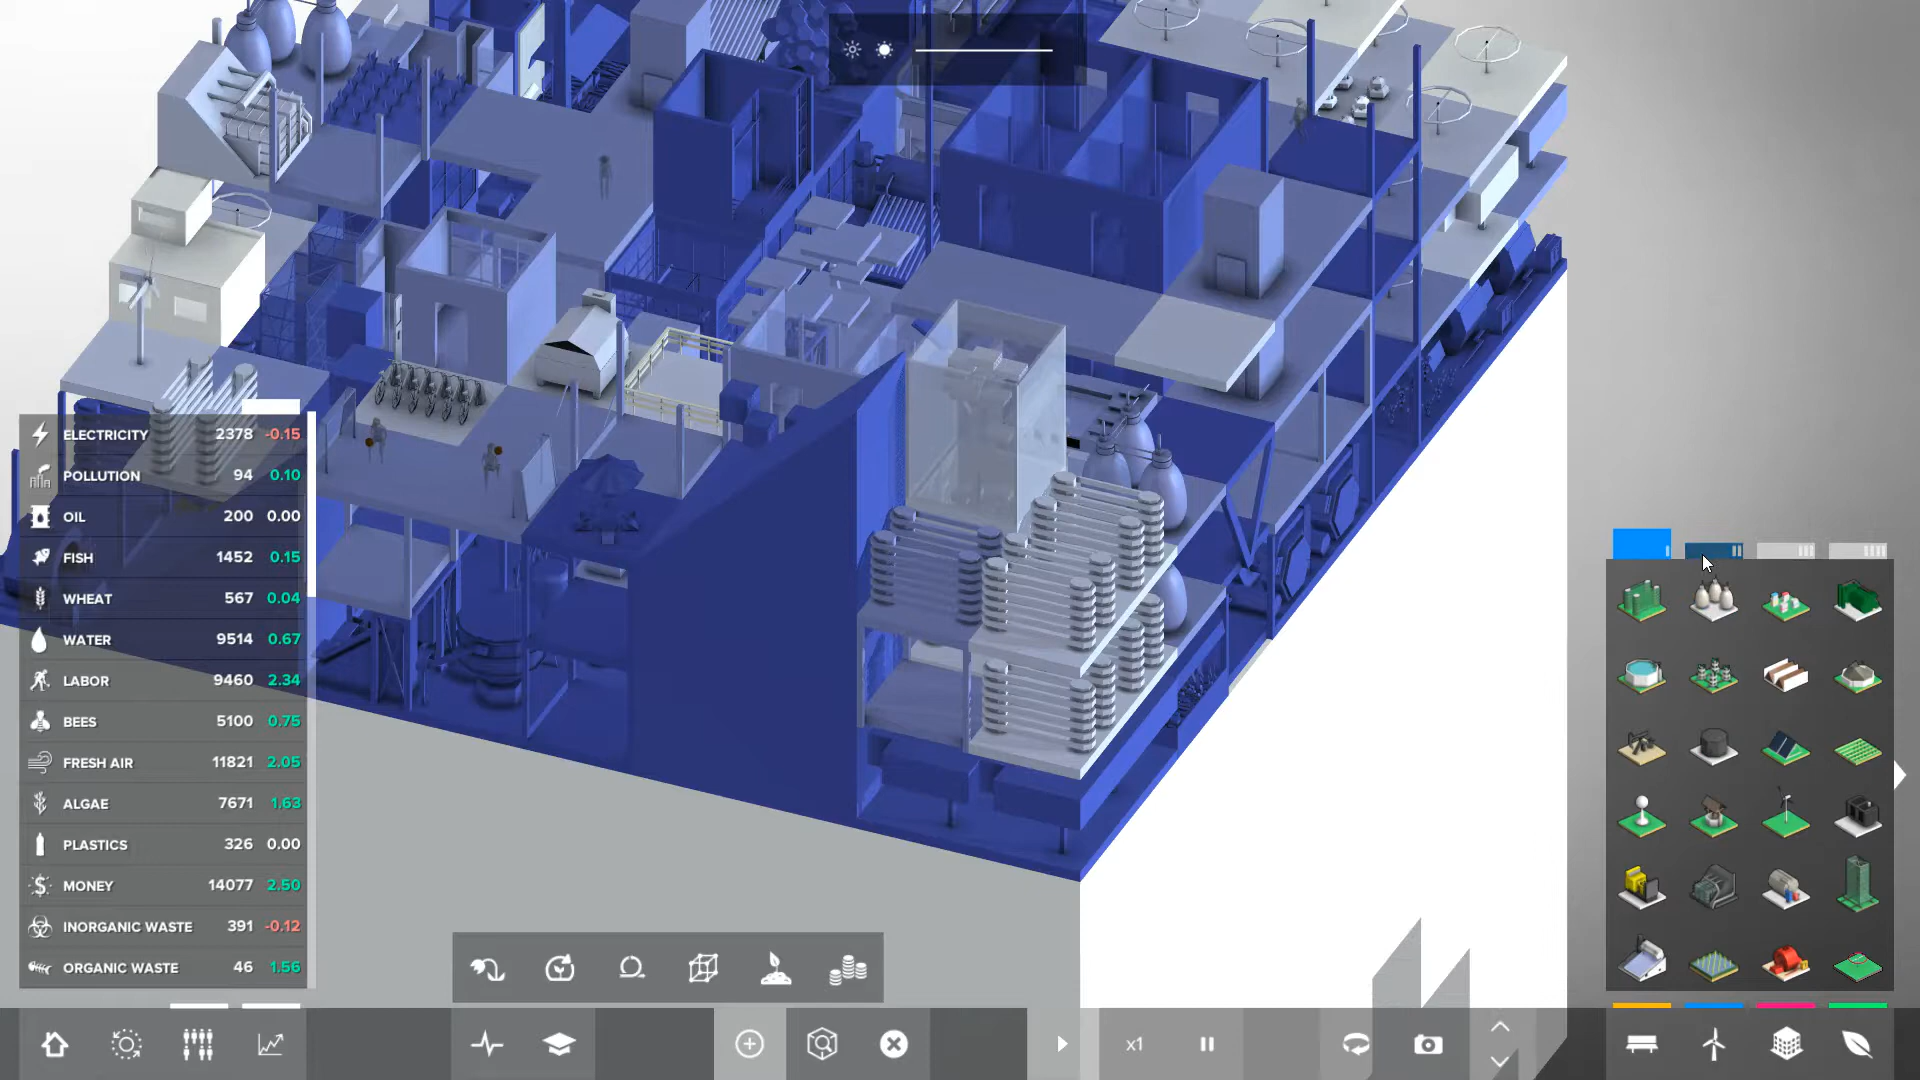 ELECTRICITY 2378 -0.15
POLLUTION 94 0.10
OIL 200 0.00
FISH 1452 0.15
WHEAT 567 0.04
WATER 9514 0.67
LABOR 9460 2.34
BEES 5100 0.75
FRESH AIR 11821 2.05
ALGAE 7671 1.63
PLASTICS 326 0.00
MONEY 14077 2.50
INORGANIC WASTE 391 -0.12
ORGANIC WASTE 46 1.56
x1